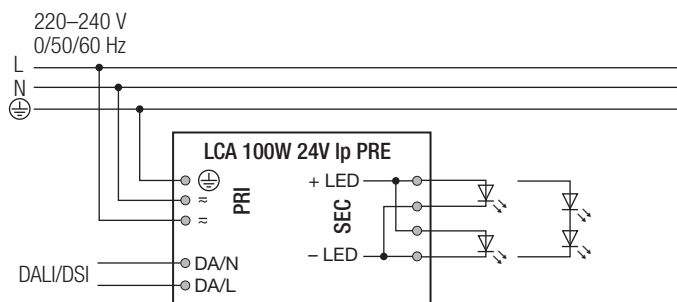 220–240 V
0/50/60 Hz
L
N
LCA 100W 24V lp PRE
PRI
≈
≈
+ LED
SEC
– LED
DALI/DSI
DA/N
DA/L